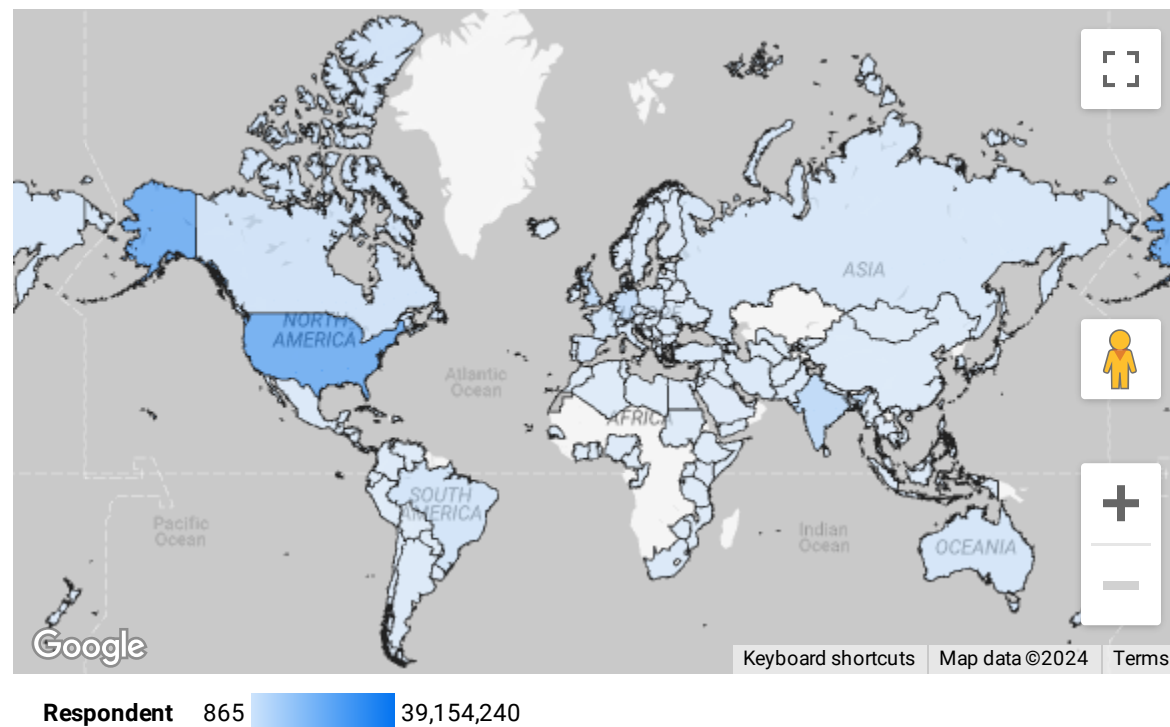 ASIA
NORTH
AMERICA
EUROPE
Atlantic
Ocean
AFRICA
SOUTH
AMERICA
Pacific
Ocean
Indian
Ocean
OCEANIA
Google
Keyboard shortcuts
Map data ©2024
Terms
Respondent 865 39,154,240